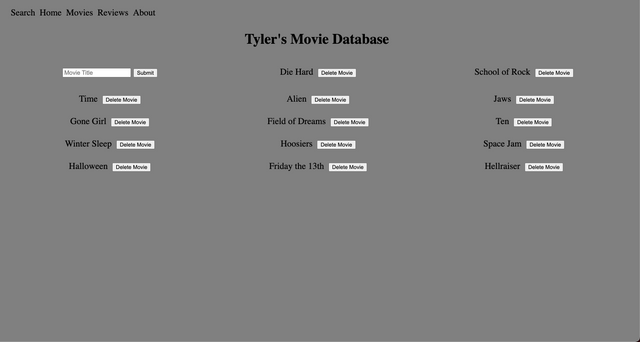 Search Home Movies Reviews About
Tyler's Movie Database
Movie Title Submit Die Hard Delete Movie School of Rock Delete Movie
Time Delete Movie Alien Delete Movie Jaws Delete Movie
Gone Girl Delete Movie Field of Dreams Delete Movie Ten Delete Movie
Winter Sleep Delete Movie Hoosiers Delete Movie Space Jam Delete Movie
Halloween Delete Movie Friday the 13th Delete Movie Hellraiser Delete Movie